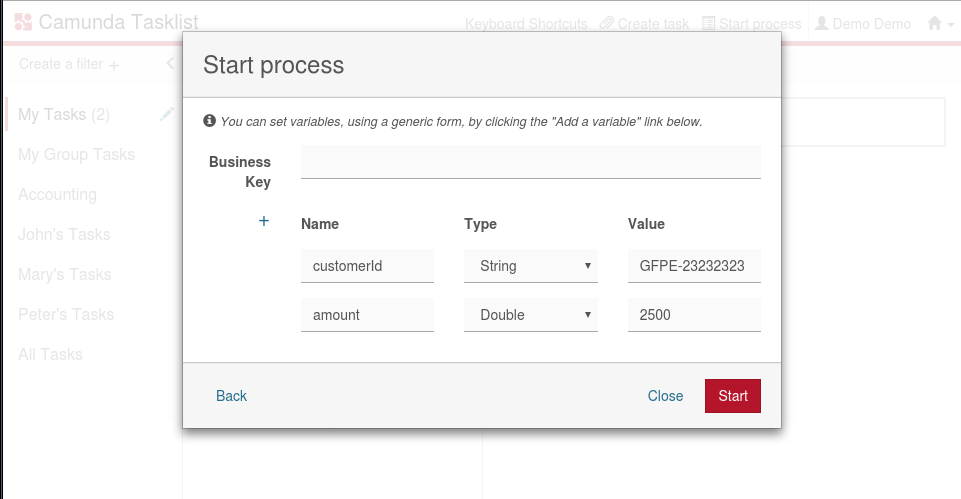 Camunda Tasklist
Keyboard Shortcuts Create task Start process Demo Demo
Create a filter +
Start process
My Tasks (2)
My Group Tasks
Accounting
John's Tasks
Mary's Tasks
Peter's Tasks
All Tasks
You can set variables, using a generic form, by clicking the "Add a variable" link below.
Business
Key
+ Name Type Value
customerId String GFPE-23232323
amount Double 2500
Back Close Start